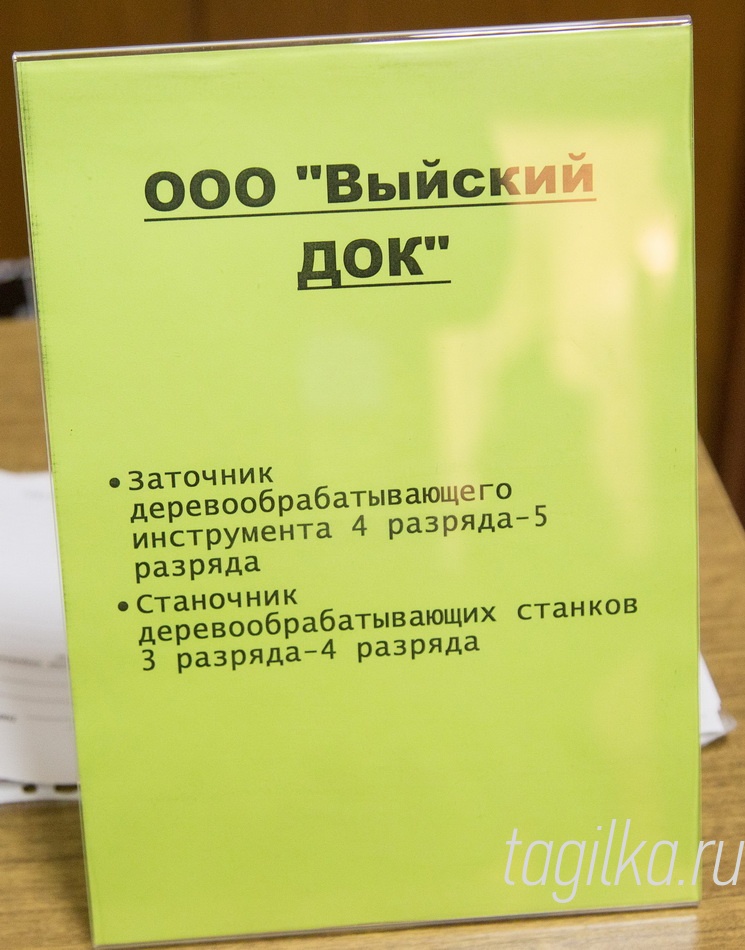 ООО "Выйский
ДОК"
•Заточник
деревообрабатывающего
инструмента 4 разряда-5
разряда
•Станочник
деревообрабатывающих станков
3 разряда-4 разряда
tagilka.ru